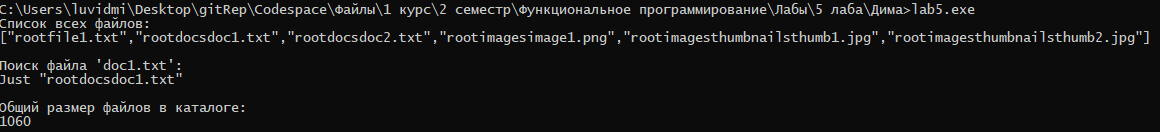 C:\Users\luvidmi\Desktop\gitRep\Codespace\Файлы\1 курс\2 семестр\Функциональное программирование\Лабы\5 лаба\Дима>lab5.exe
Список всех файлов:
["rootfile1.txt","rootdocsdoc1.txt","rootdocsdoc2.txt","rootimagesimage1.png","rootimagesthumbnailsthumb1.jpg","rootimagesthumbnailsthumb2.jpg"]
Поиск файла 'doc1.txt':
Just "rootdocsdoc1.txt"
Общий размер файлов в каталоге:
1060